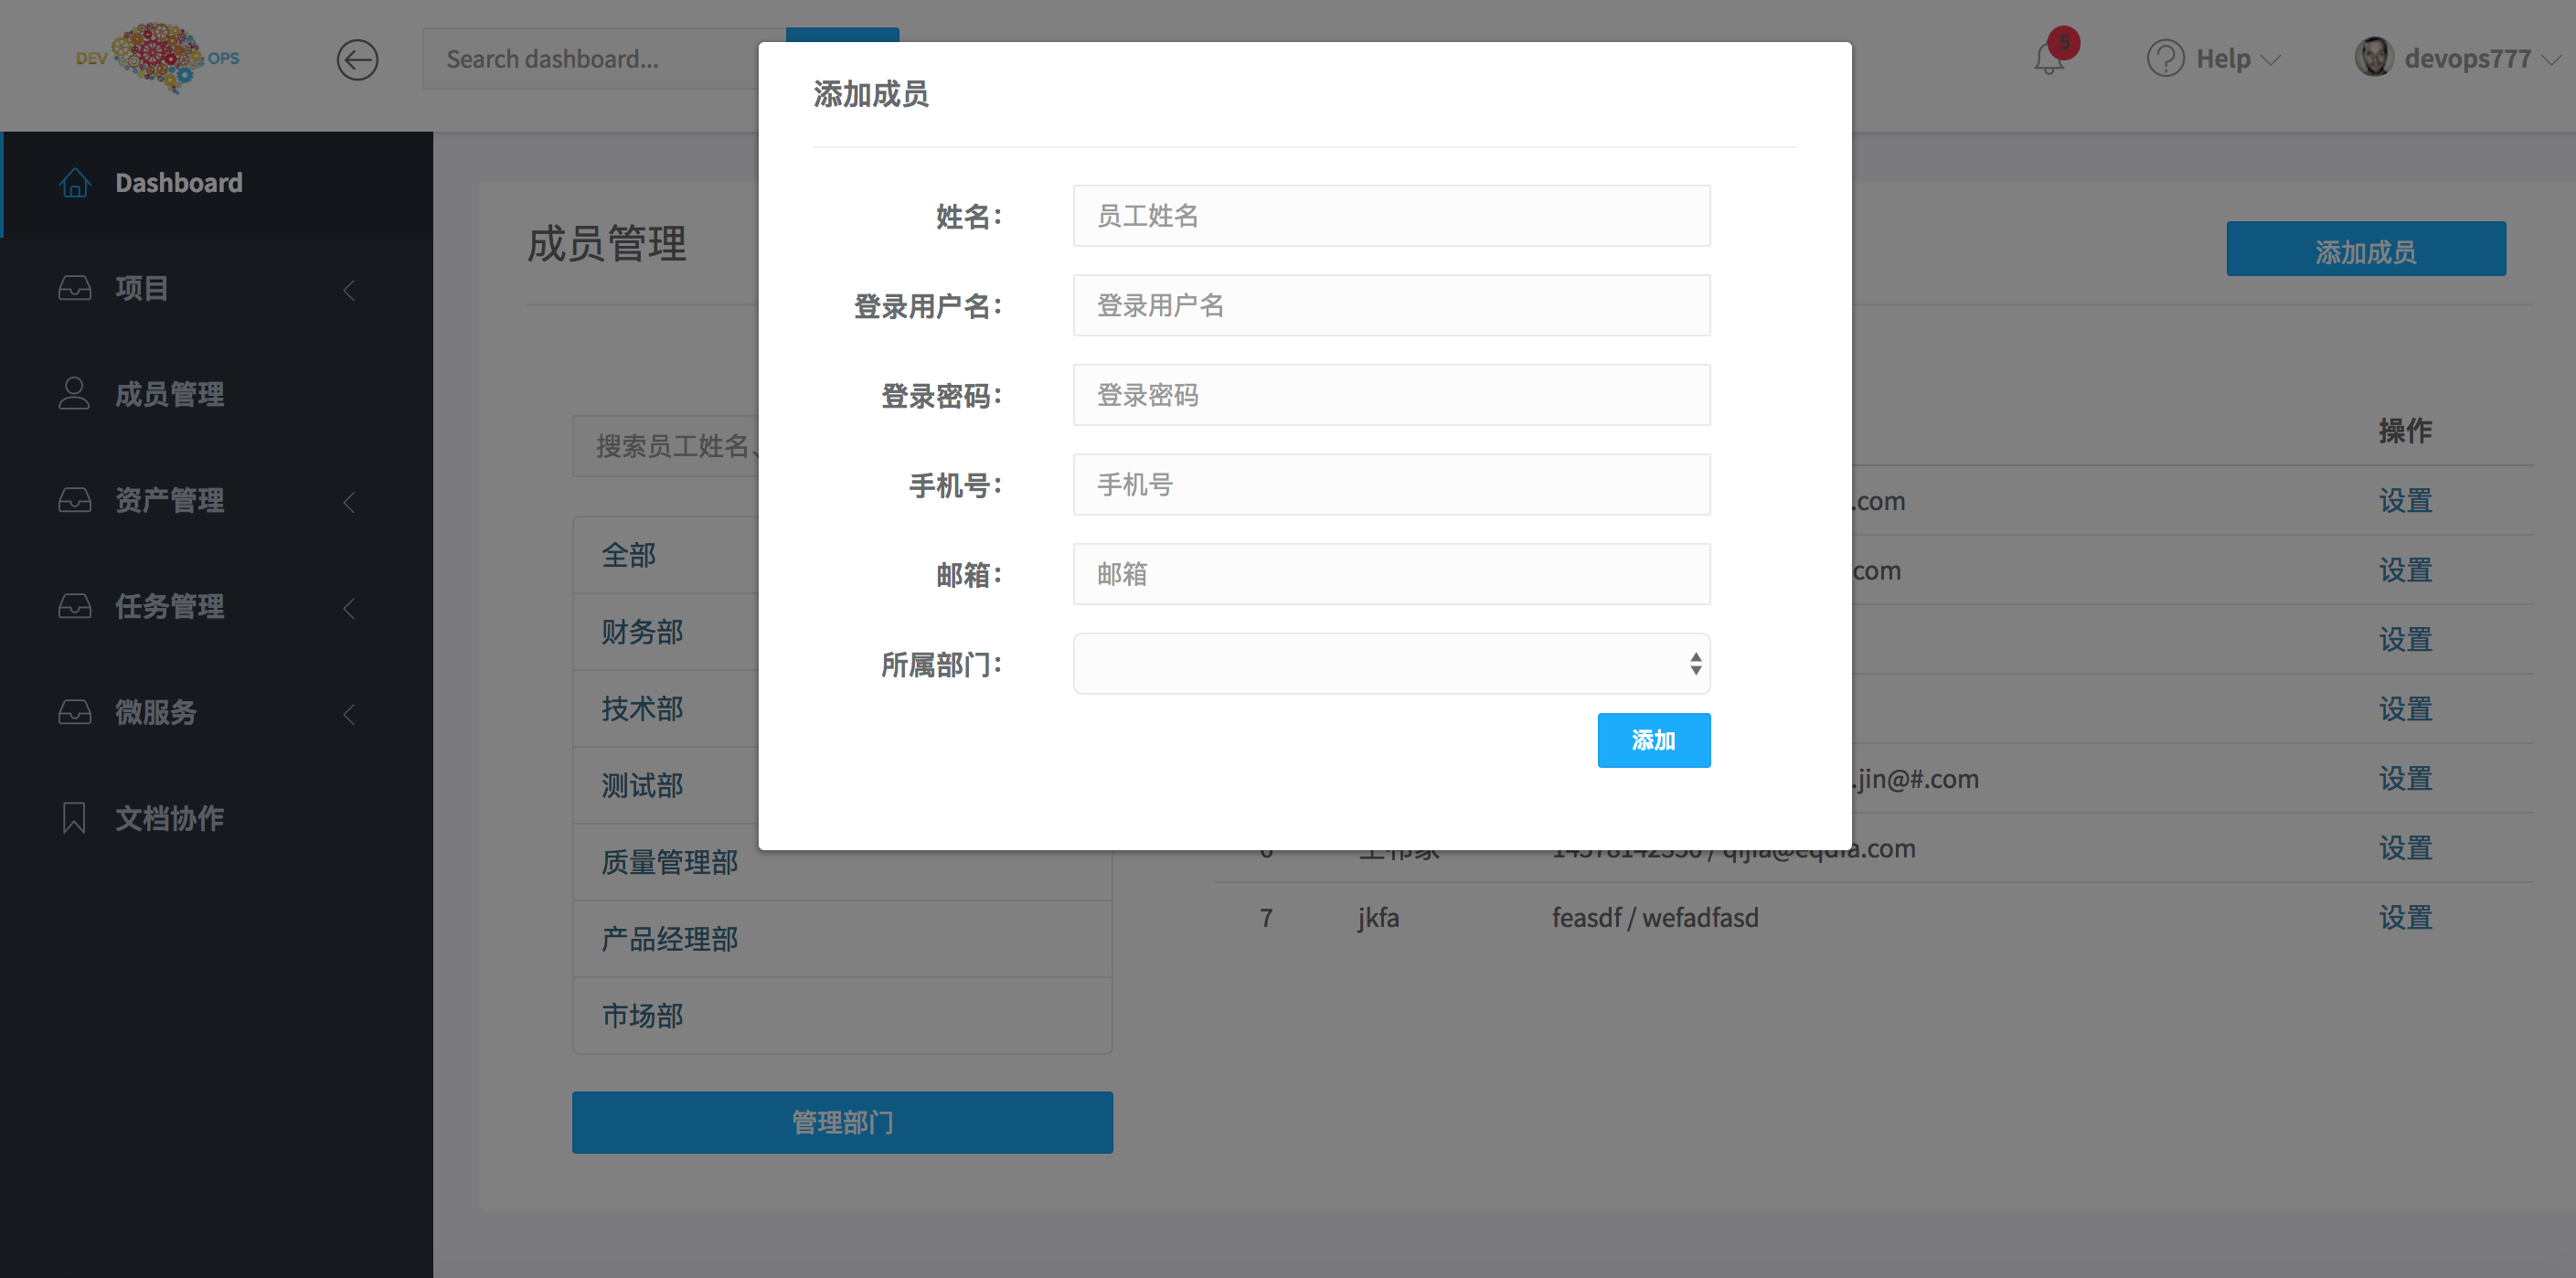 DEV OPS
Search dashboard...
5
Help
devops777
Dashboard
项目
成员管理
资产管理
任务管理
微服务
文档协作
成员管理
添加成员
搜索员工姓名、
全部
财务部
技术部
测试部
质量管理部
产品经理部
市场部
管理部门
添加成员
姓名：
员工姓名
登录用户名：
登录用户名
登录密码：
登录密码
手机号：
手机号
邮箱：
邮箱
所属部门：
添加
操作
.com 设置
com 设置
设置
设置
.jin@#.com 设置
qijia@eqdfa.com 设置
7 jkfa feasdf / wefadfasd 设置